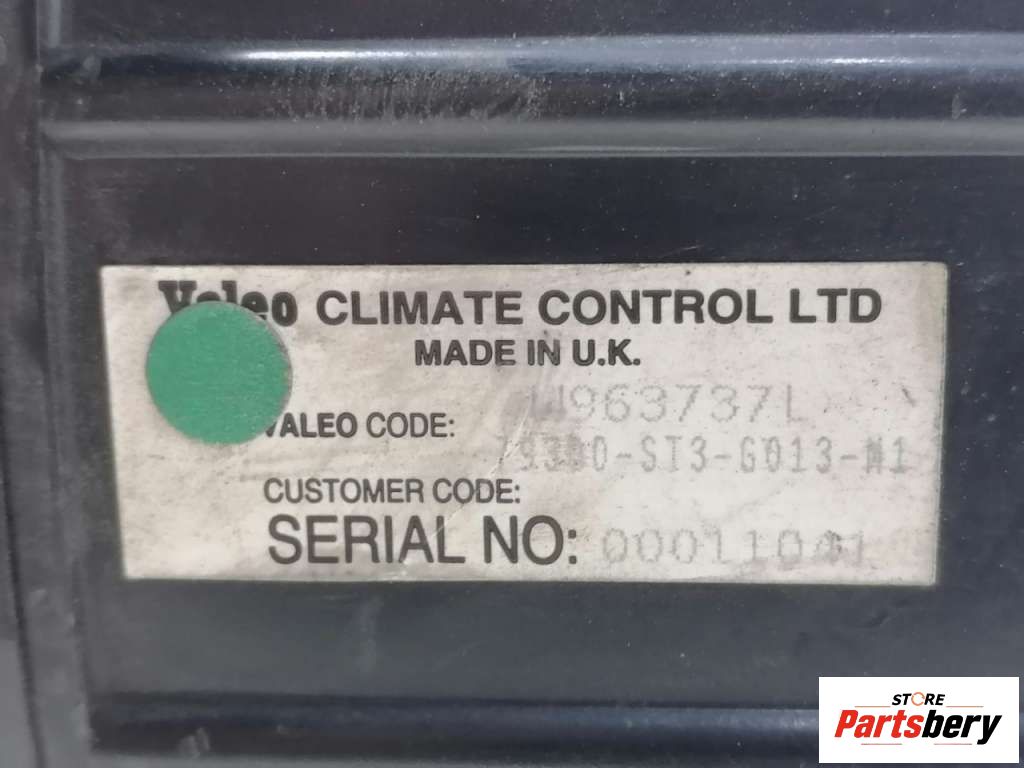 Valeo CLIMATE CONTROL LTD
MADE IN U.K.
VALEO CODE: W963737L
79300-ST3-G013-M1
CUSTOMER CODE:
SERIAL NO: 00011041
STORE
Partsbery